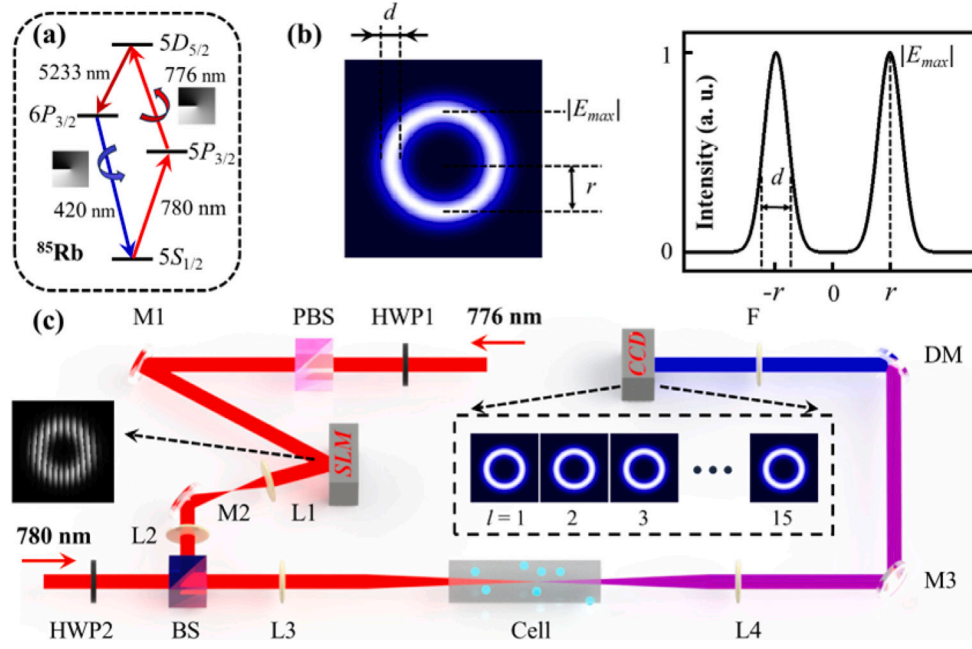 (a)
5D5/2
5233 nm
776 nm
6P3/2
5P3/2
420 nm
780 nm
85Rb
5S1/2
(b)
d
|Emax|
r
Intensity (a. u.)
1
0
|Emax|
d
-r
0
r
(c)
M1
PBS
HWP1
776 nm
F
DM
CCD
SLM
M2
L1
L2
l = 1
2
3
15
780 nm
M3
HWP2
BS
L3
Cell
L4